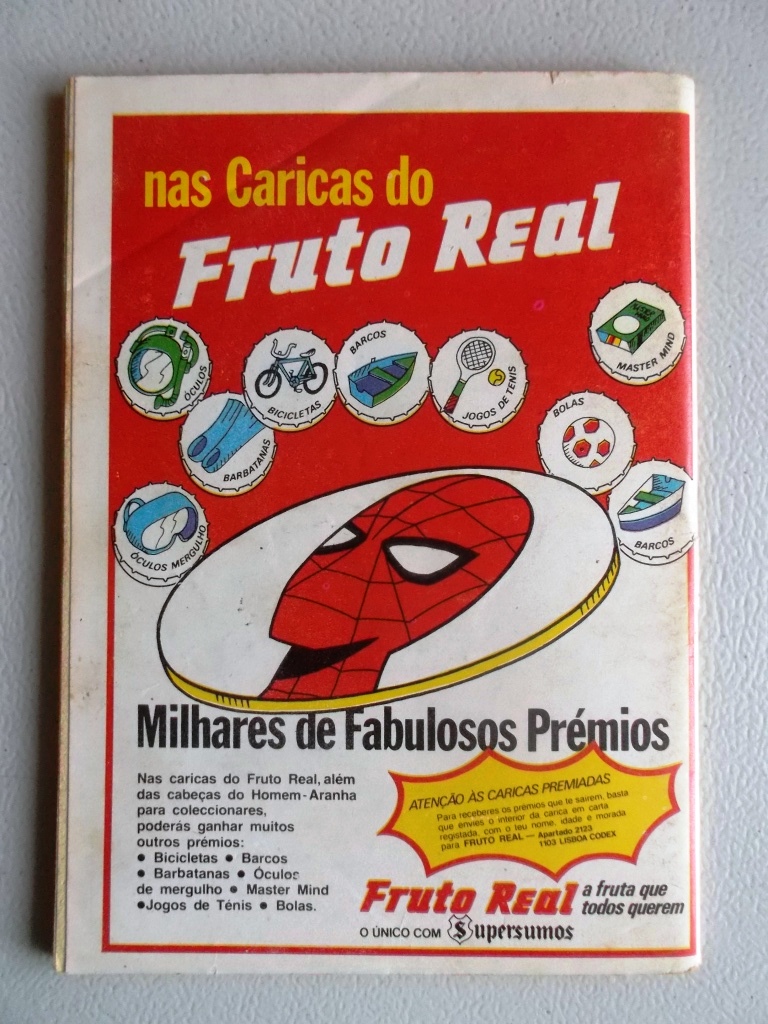 nas Caricas do
Fruto Real
ÓCULOS
BICICLETAS
BARCOS
JOGOS DE TENIS
MASTER MIND
BARBATANAS
BOLAS
ÓCULOS MERGULHO
BARCOS
Milhares de Fabulosos Prémios
Nas caricas do Fruto Real, além
das cabeças do Homem-Aranha
para coleccionares,
poderás ganhar muitos
outros prémios:
● Bicicletas ● Barcos
● Barbatanas ● Óculos
de mergulho ● Master Mind
●Jogos de Ténis ● Bolas.
ATENÇÃO ÀS CARICAS PREMIADAS
Para receberes os prémios que te sairem, basta
que envies o interior da carica em carta
registada, com o teu nome, idade e morada
para FRUTO REAL — Apartado 2123
1103 LISBOA CODEX
Fruto Real a fruta que
todos querem
O ÚNICO COM Supersumos